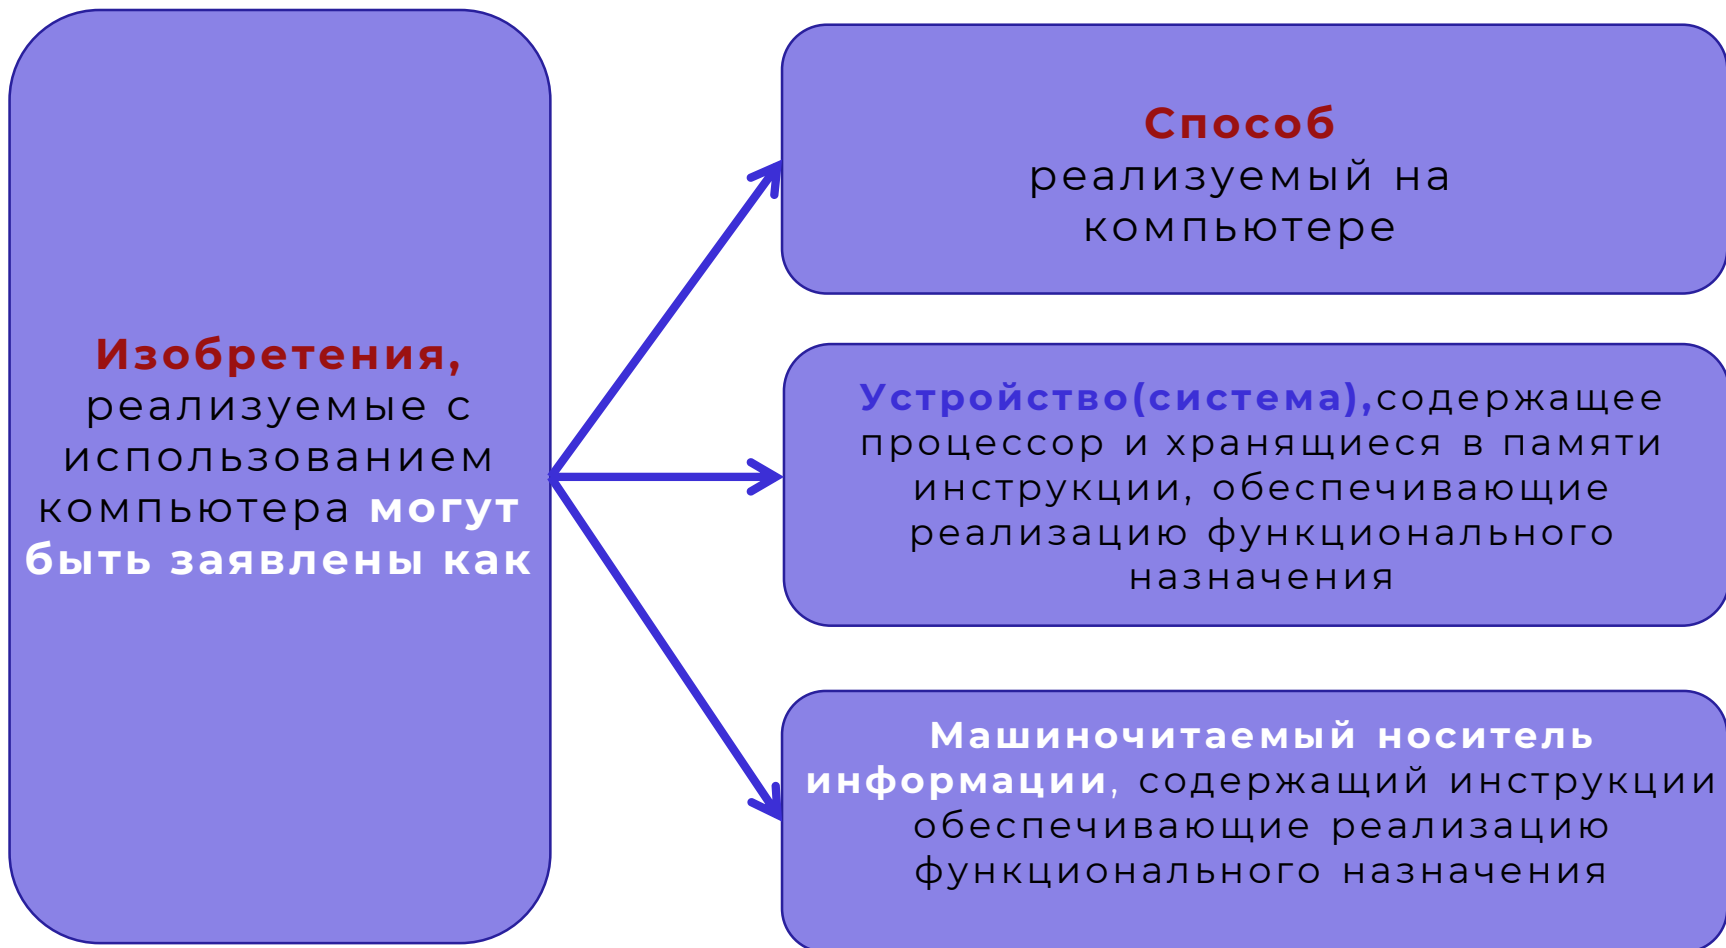 Изобретения,
реализуемые с
использованием
компьютера могут
быть заявлены как
Способ
реализуемый на
компьютере
Устройство(система),содержащее
процессор и хранящиеся в памяти
инструкции, обеспечивающие
реализацию функционального
назначения
Машиночитаемый носитель
информации, содержащий инструкции
обеспечивающие реализацию
функционального назначения